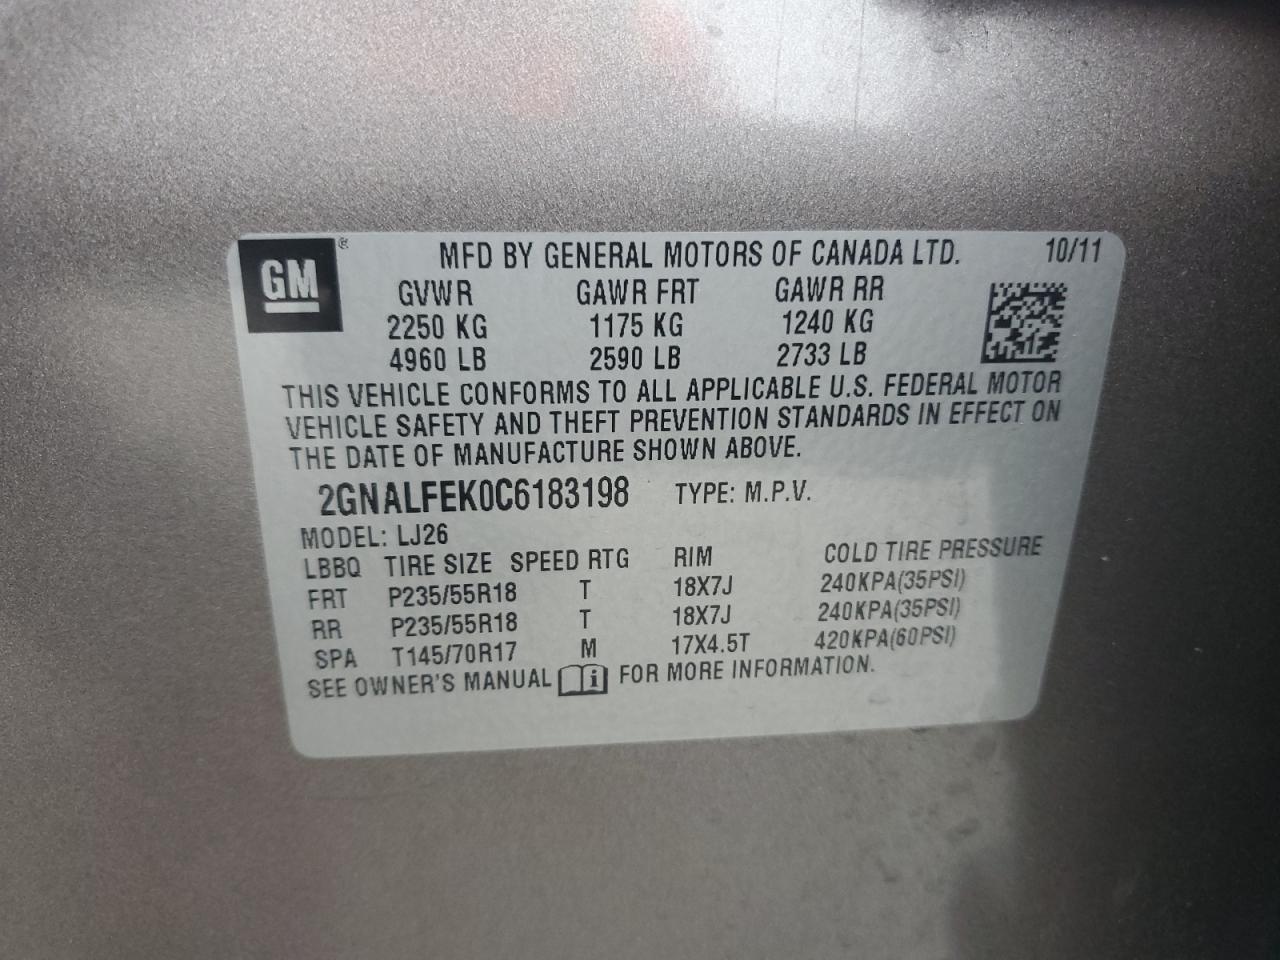 GM ® MFD BY GENERAL MOTORS OF CANADA LTD. 10/11
GVWR GAWR FRT GAWR RR
2250 KG 1175 KG 1240 KG
4960 LB 2590 LB 2733 LB
THIS VEHICLE CONFORMS TO ALL APPLICABLE U.S. FEDERAL MOTOR
VEHICLE SAFETY AND THEFT PREVENTION STANDARDS IN EFFECT ON
THE DATE OF MANUFACTURE SHOWN ABOVE.
2GNALFEK0C6183198 TYPE: M.P.V.
MODEL: LJ26
LBBQ TIRE SIZE SPEED RTG RIM COLD TIRE PRESSURE
FRT P235/55R18 T 18X7J 240KPA(35PSI)
RR P235/55R18 T 18X7J 240KPA(35PSI)
SPA T145/70R17 M 17X4.5T 420KPA(60PSI)
SEE OWNER'S MANUAL i FOR MORE INFORMATION.